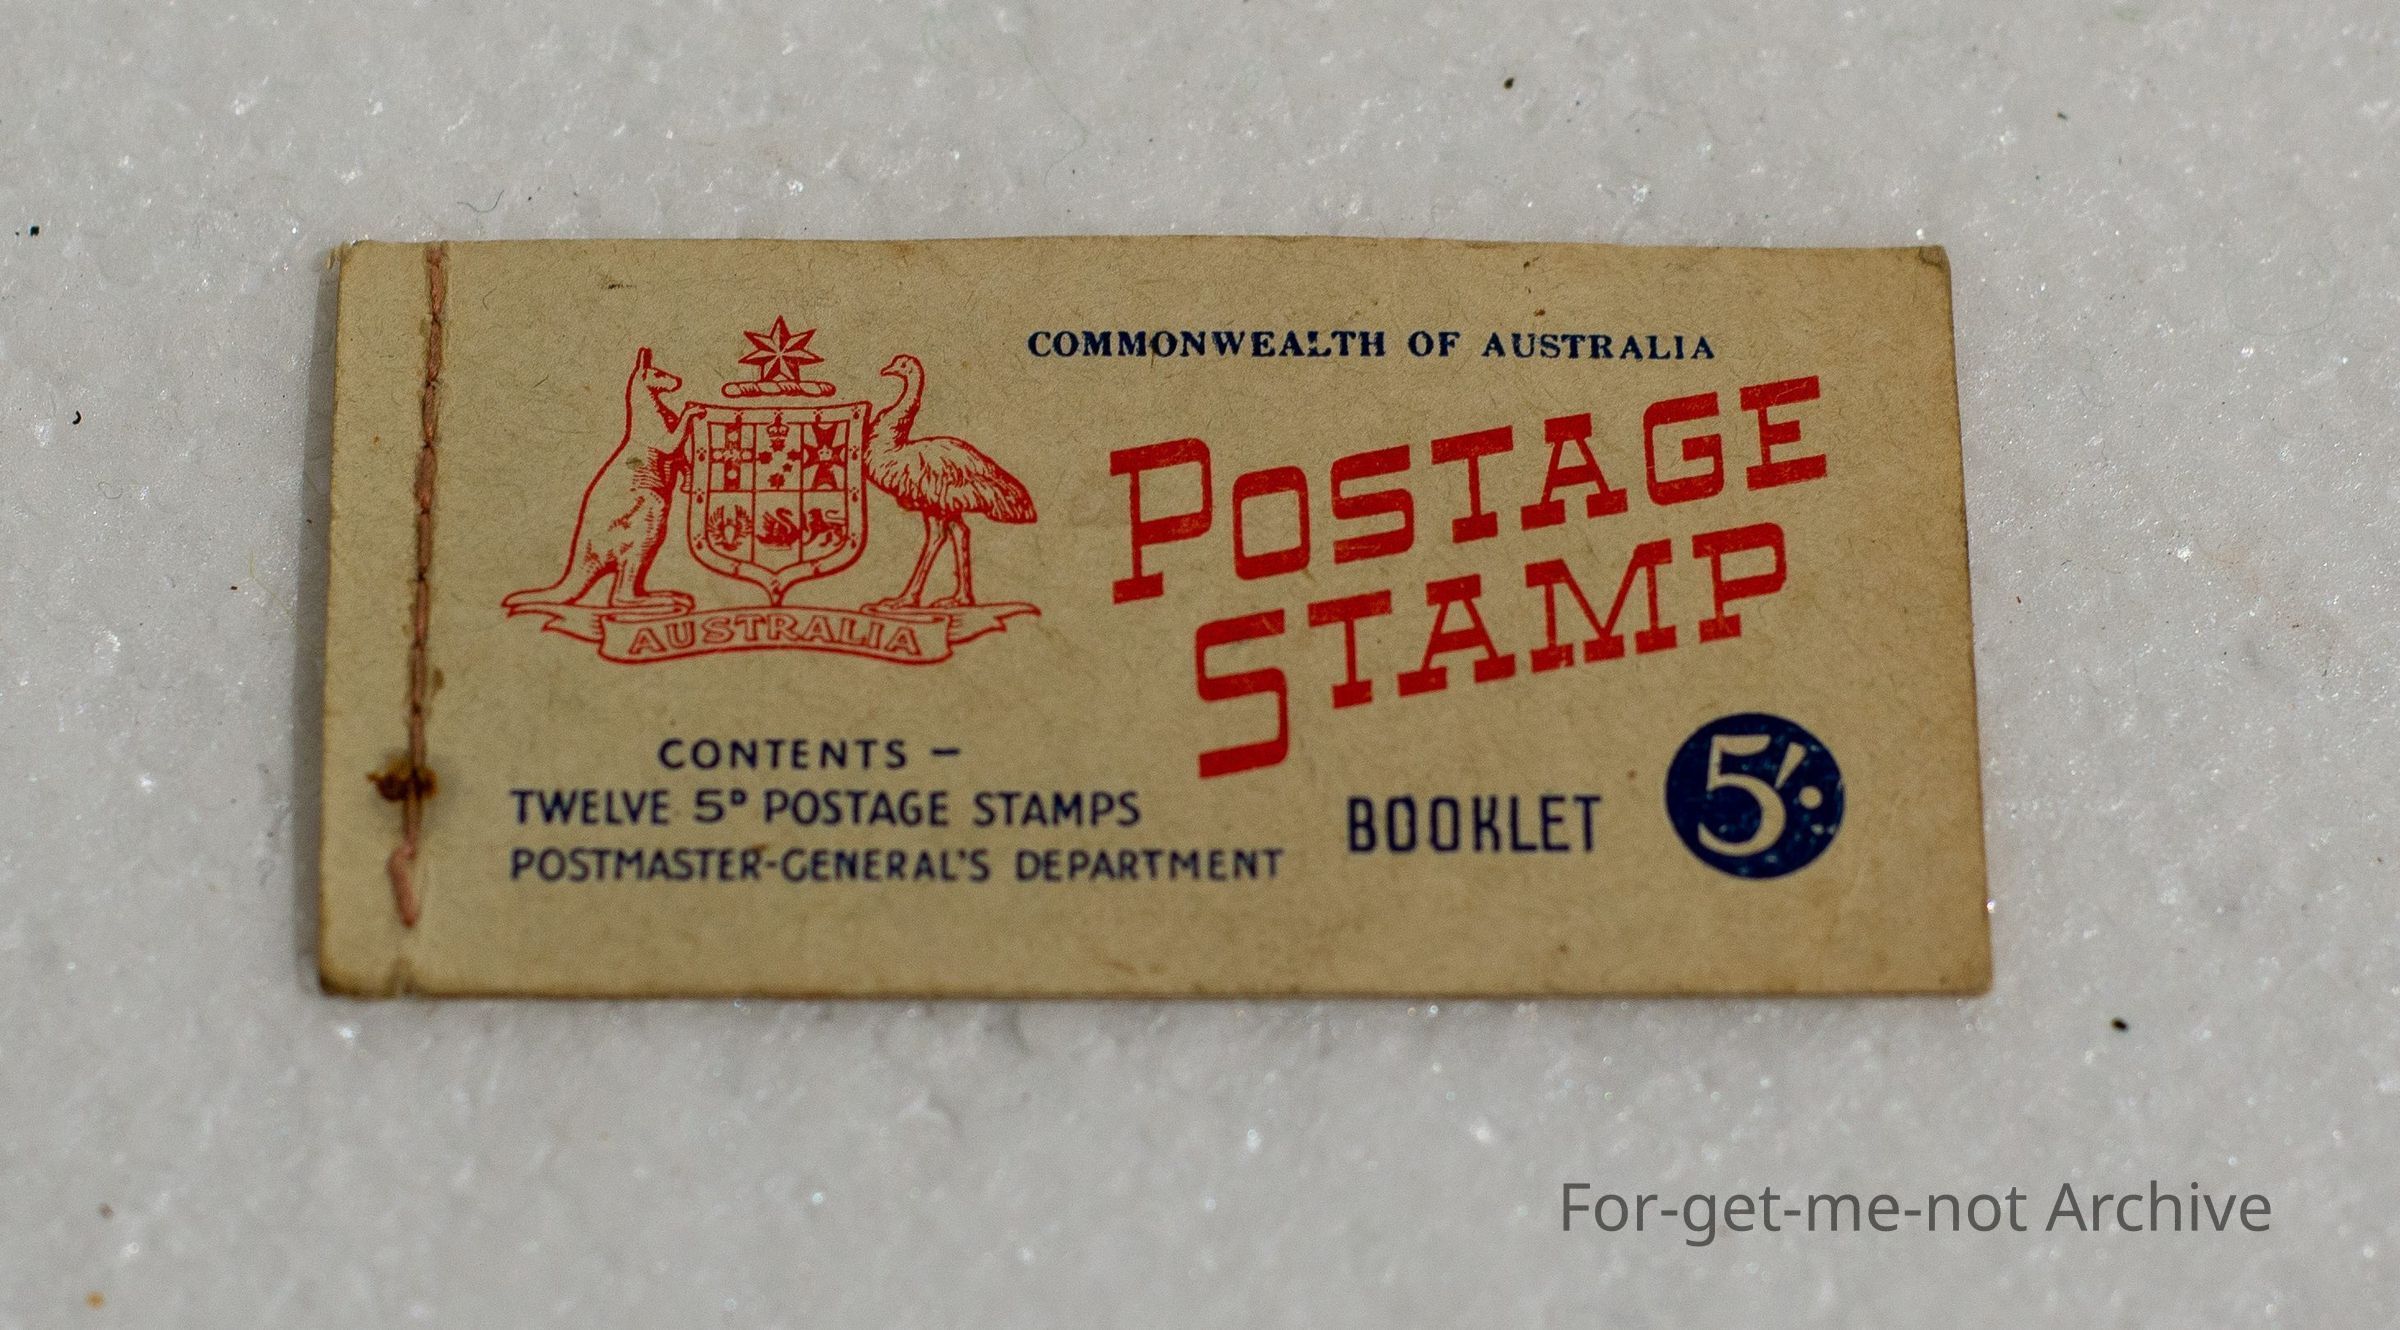 COMMONWEALTH OF AUSTRALIA
POSTAGE
STAMP
AUSTRALIA
CONTENTS –
TWELVE 5ᴰ POSTAGE STAMPS
POSTMASTER-GENERAL'S DEPARTMENT
BOOKLET
5/.
For-get-me-not Archive